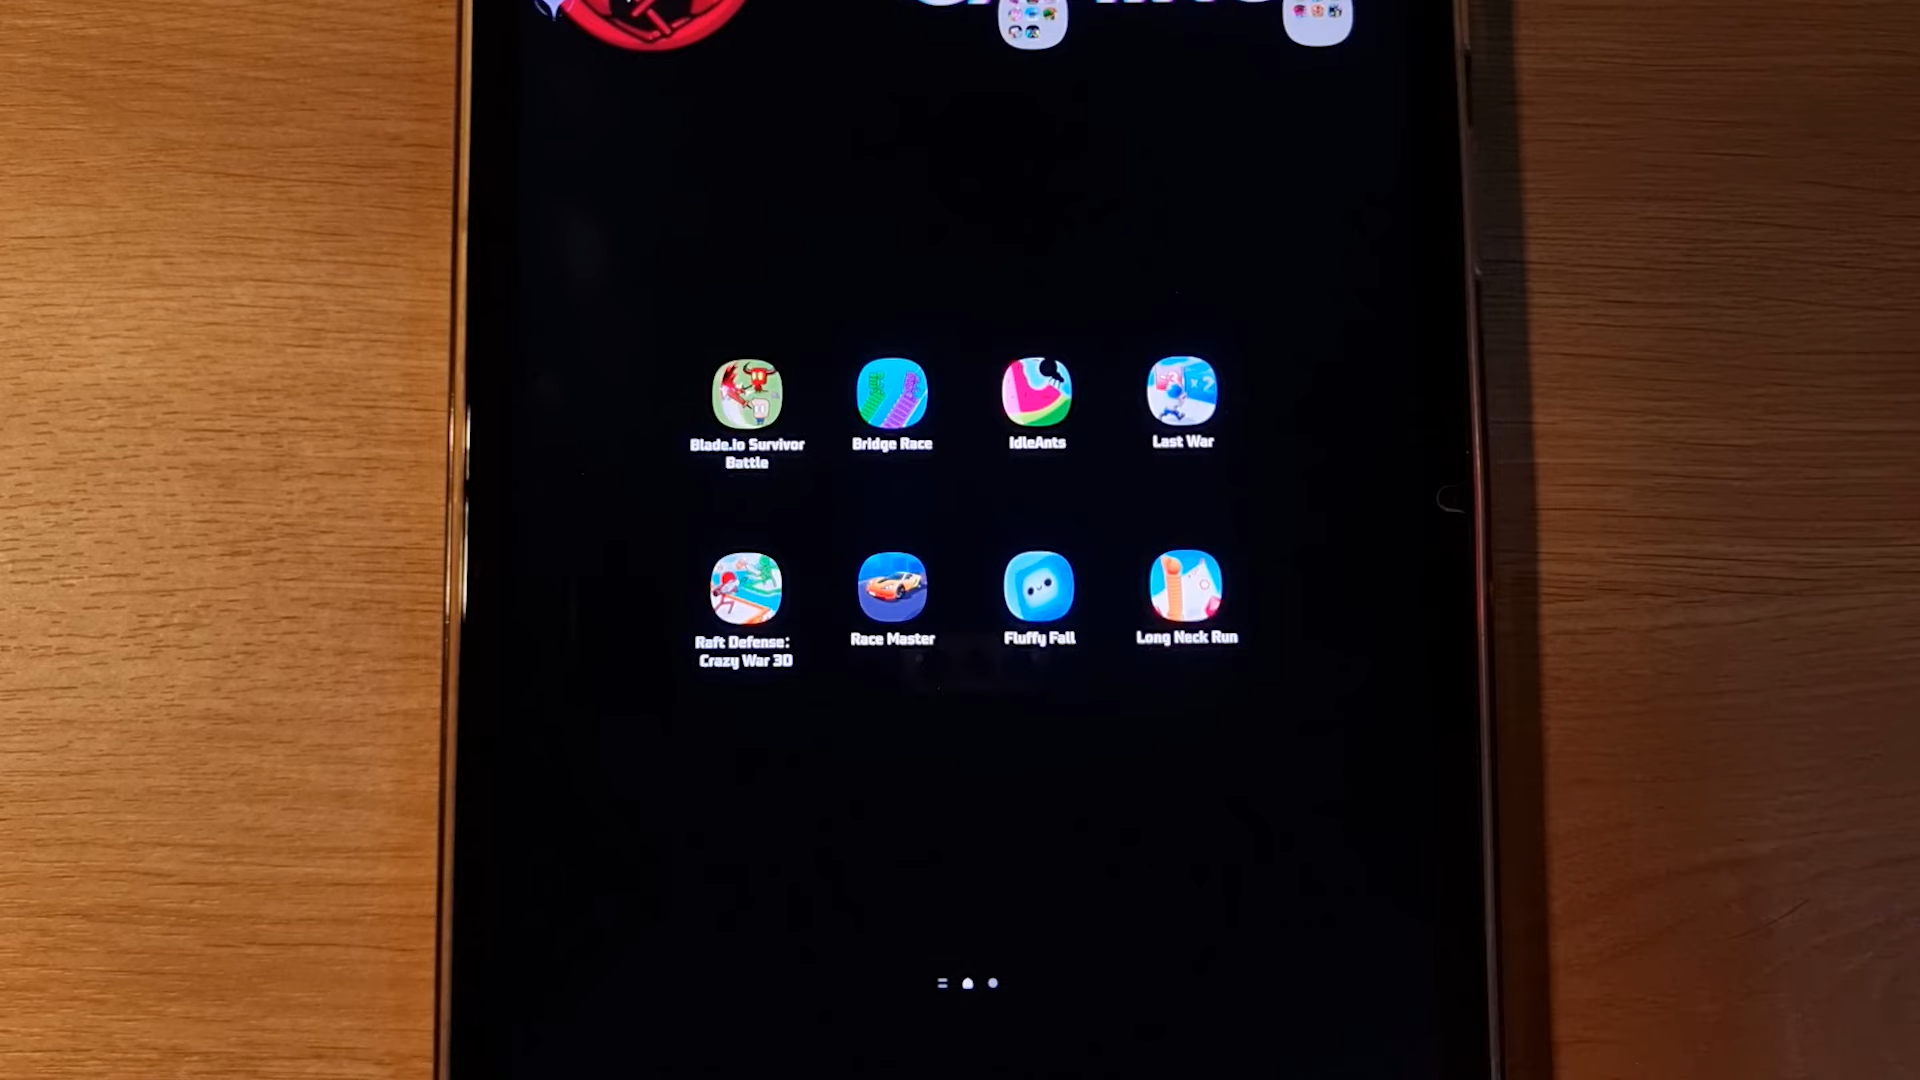 Blade.io Survivor
Battle
Bridge Race
IdleAnts
Last War
Raft Defense:
Crazy War 3D
Race Master
Fluffy Fall
Long Neck Run